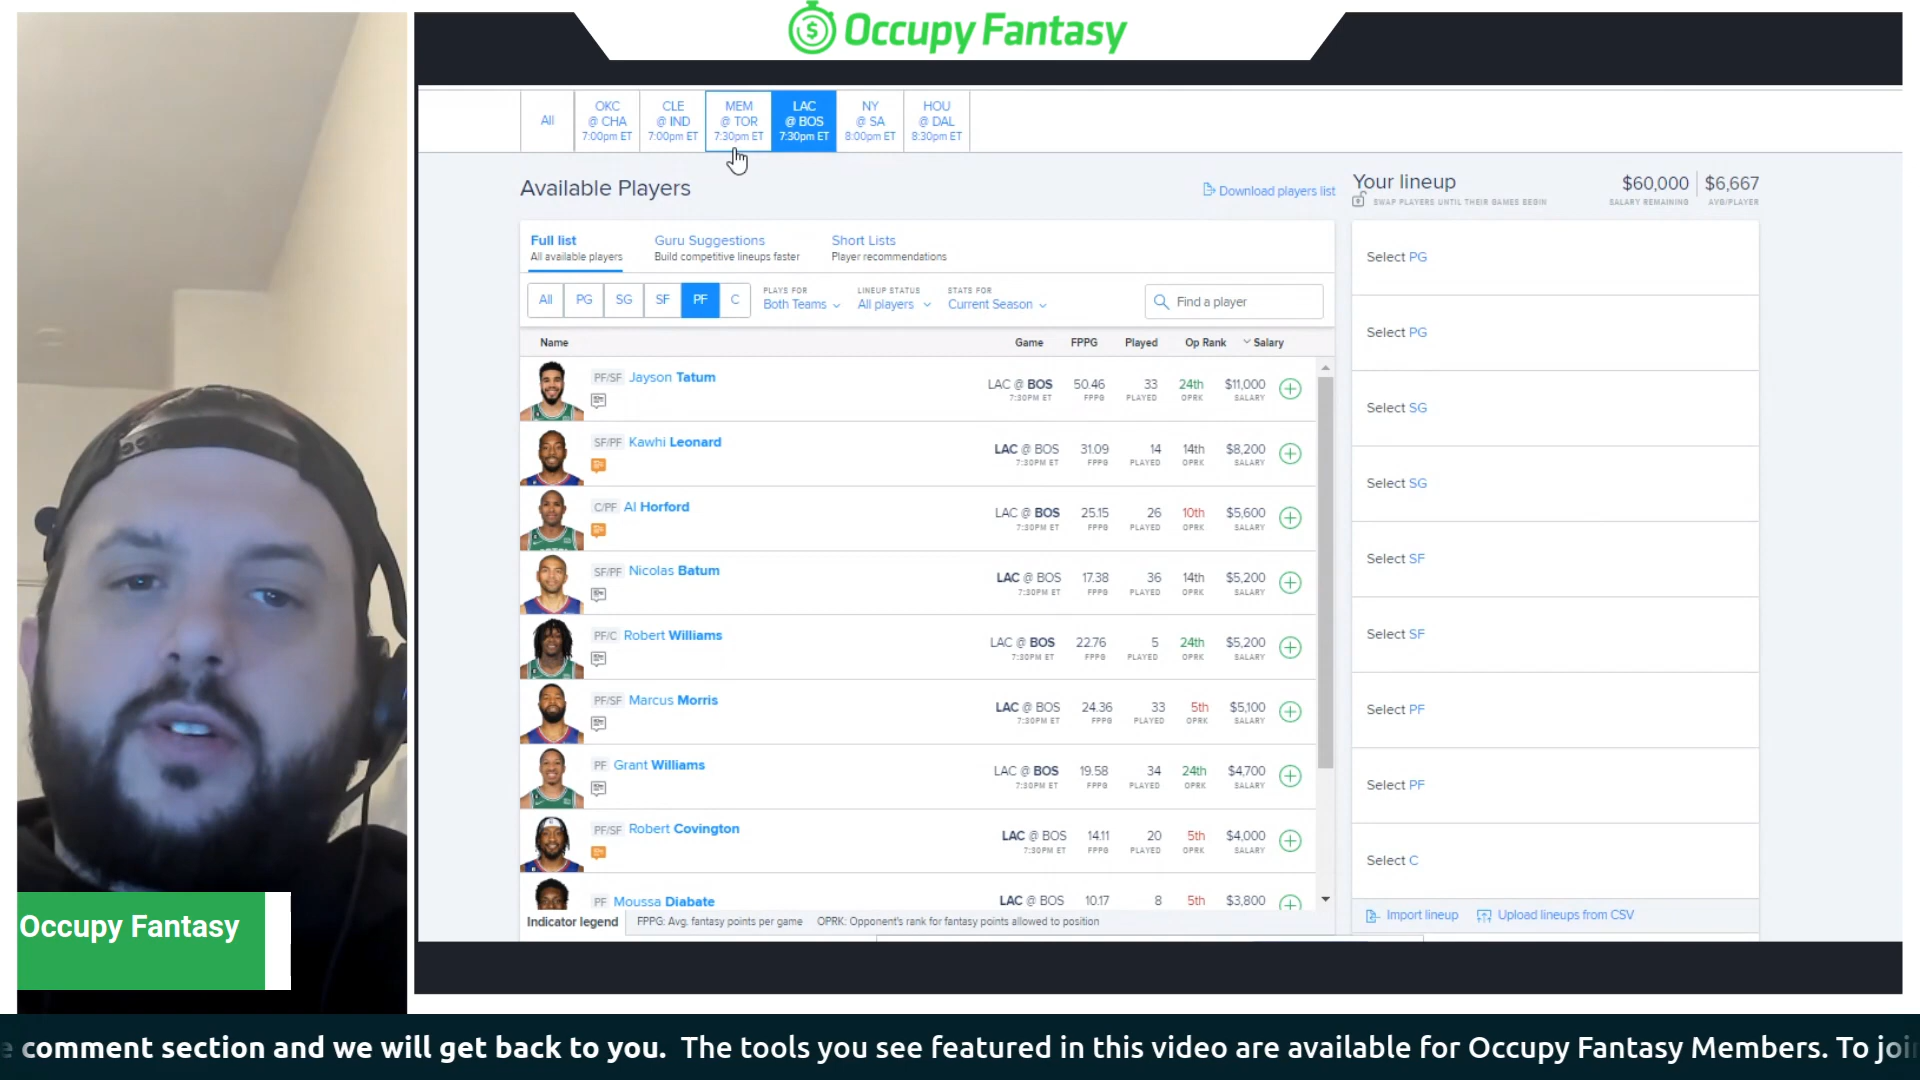 Occupy Fantasy
All
OKC @ CHA 7:00pm ET
CLE @ IND 7:00pm ET
MEM @ TOR 7:30pm ET
LAC @ BOS 7:30pm ET
NY @ SA 8:00pm ET
HOU @ DAL 8:30pm ET
Available Players
Download players list
Full list
All available players
Guru Suggestions
Build competitive lineups faster
Short Lists
Player recommendations
All PG SG SF PF C
PLAYS FOR
Both Teams
LINEUP STATUS
All players
STATS FOR
Current Season
Find a player
Name Game FPPG Played Op Rank Salary
PF/SF Jayson Tatum LAC @ BOS 50.46 33 24th $11,000
7:30PM ET FPPG PLAYED OPRK SALARY
SF/PF Kawhi Leonard LAC @ BOS 31.09 14 14th $8,200
7:30PM ET FPPG PLAYED OPRK SALARY
C/PF Al Horford LAC @ BOS 25.15 26 10th $5,600
7:30PM ET FPPG PLAYED OPRK SALARY
SF/PF Nicolas Batum LAC @ BOS 17.38 36 14th $5,200
7:30PM ET FPPG PLAYED OPRK SALARY
PF/C Robert Williams LAC @ BOS 22.76 5 24th $5,200
7:30PM ET FPPG PLAYED OPRK SALARY
PF/SF Marcus Morris LAC @ BOS 24.36 33 5th $5,100
7:30PM ET FPPG PLAYED OPRK SALARY
PF Grant Williams LAC @ BOS 19.58 34 24th $4,700
7:30PM ET FPPG PLAYED OPRK SALARY
PF/SF Robert Covington LAC @ BOS 14.11 20 5th $4,000
7:30PM ET FPPG PLAYED OPRK SALARY
PF Moussa Diabate LAC @ BOS 10.17 8 5th $3,800
Indicator legend FPPG: Avg. fantasy points per game OPRK: Opponent's rank for fantasy points allowed to position
Your lineup
SWAP PLAYERS UNTIL THEIR GAMES BEGIN
$60,000 $6,667
SALARY REMAINING AVG/PLAYER
Select PG
Select PG
Select SG
Select SG
Select SF
Select SF
Select PF
Select PF
Select C
Import lineup Upload lineups from CSV
Occupy Fantasy
comment section and we will get back to you. The tools you see featured in this video are available for Occupy Fantasy Members. To joi